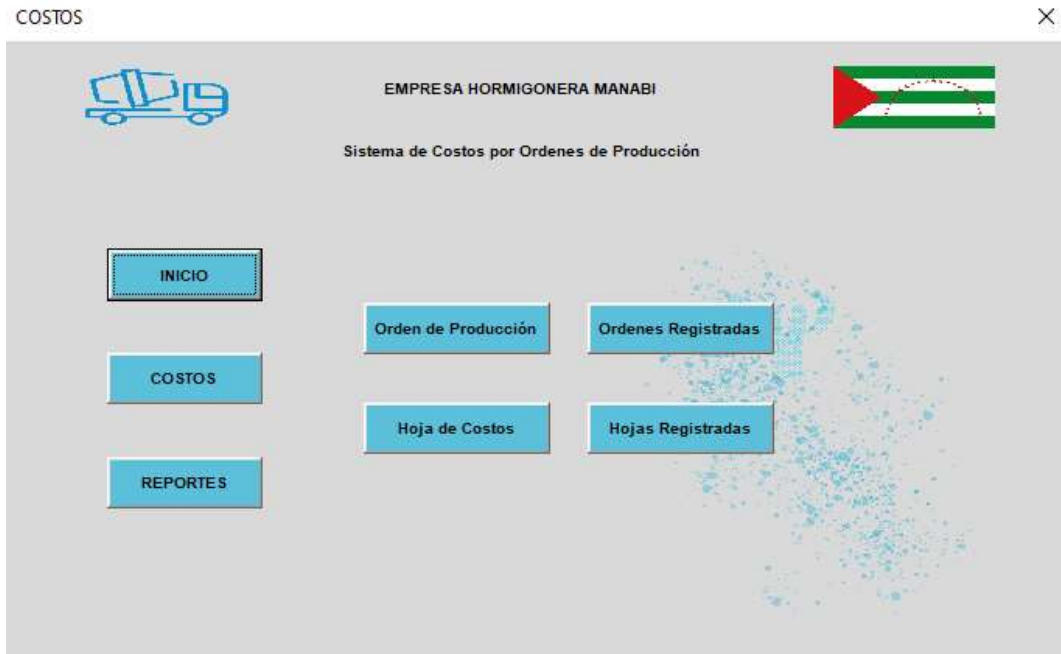 COSTOS
EMPRESA HORMIGONERA MANABI
Sistema de Costos por Ordenes de Producción
INICIO
Orden de Producción
Ordenes Registradas
COSTOS
Hoja de Costos
Hojas Registradas
REPORTES